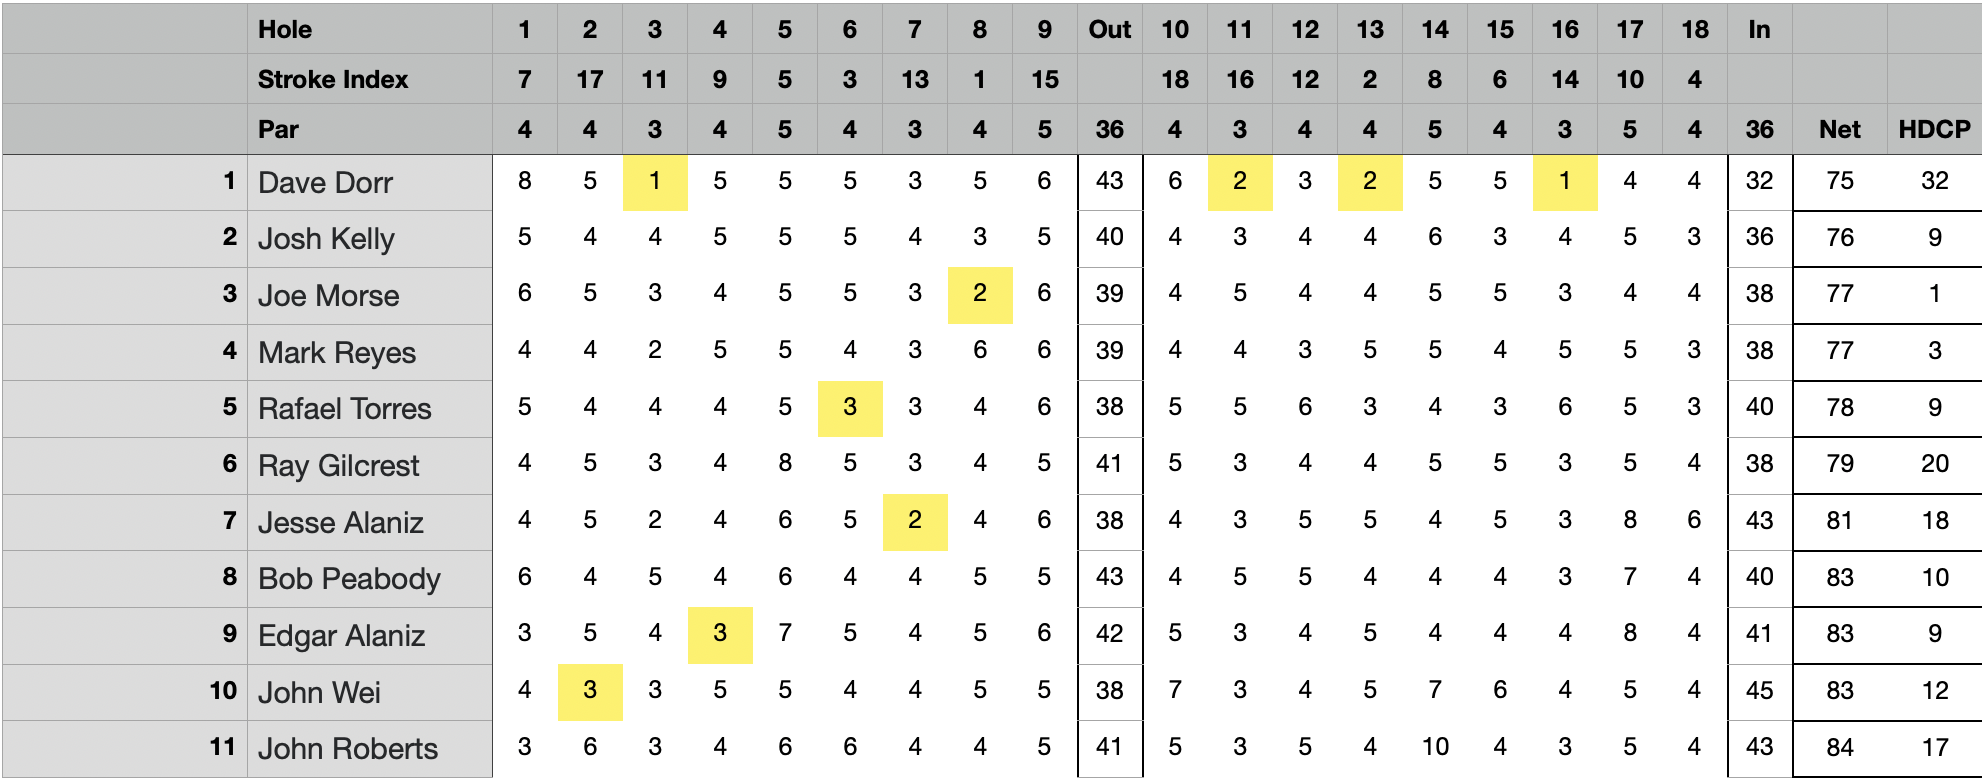 Hole 1 2 3 4 5 6 7 8 9 Out 10 11 12 13 14 15 16 17 18 In
Stroke Index 7 17 11 9 5 3 13 1 15 18 16 12 2 8 6 14 10 4
Par 4 4 3 4 5 4 3 4 5 36 4 3 4 4 5 4 3 5 4 36 Net HDCP
1 Dave Dorr 8 5 1 5 5 5 3 5 6 43 6 2 3 2 5 5 1 4 4 32 75 32
2 Josh Kelly 5 4 4 5 5 5 4 3 5 40 4 3 4 4 6 3 4 5 3 36 76 9
3 Joe Morse 6 5 3 4 5 5 3 2 6 39 4 5 4 4 5 5 3 4 4 38 77 1
4 Mark Reyes 4 4 2 5 5 4 3 6 6 39 4 4 3 5 5 4 5 5 3 38 77 3
5 Rafael Torres 5 4 4 4 5 3 3 4 6 38 5 5 6 3 4 3 6 5 3 40 78 9
6 Ray Gilcrest 4 5 3 4 8 5 3 4 5 41 5 3 4 4 5 5 3 5 4 38 79 20
7 Jesse Alaniz 4 5 2 4 6 5 2 4 6 38 4 3 5 5 4 5 3 8 6 43 81 18
8 Bob Peabody 6 4 5 4 6 4 4 5 5 43 4 5 5 4 4 4 3 7 4 40 83 10
9 Edgar Alaniz 3 5 4 3 7 5 4 5 6 42 5 3 4 5 4 4 4 8 4 41 83 9
10 John Wei 4 3 3 5 5 4 4 5 5 38 7 3 4 5 7 6 4 5 4 45 83 12
11 John Roberts 3 6 3 4 6 6 4 4 5 41 5 3 5 4 10 4 3 5 4 43 84 17